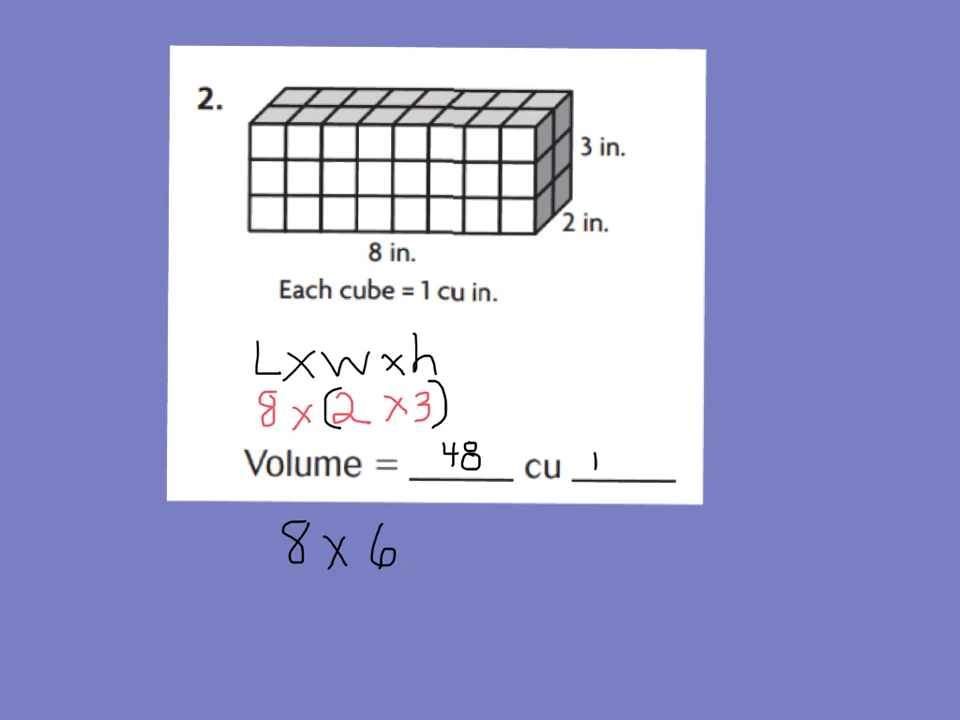 2.
3 in.
2 in.
8 in.
Each cube = 1 cu in.
L x w x h
8 x (2 x 3)
Volume = 48 cu I
8 x 6